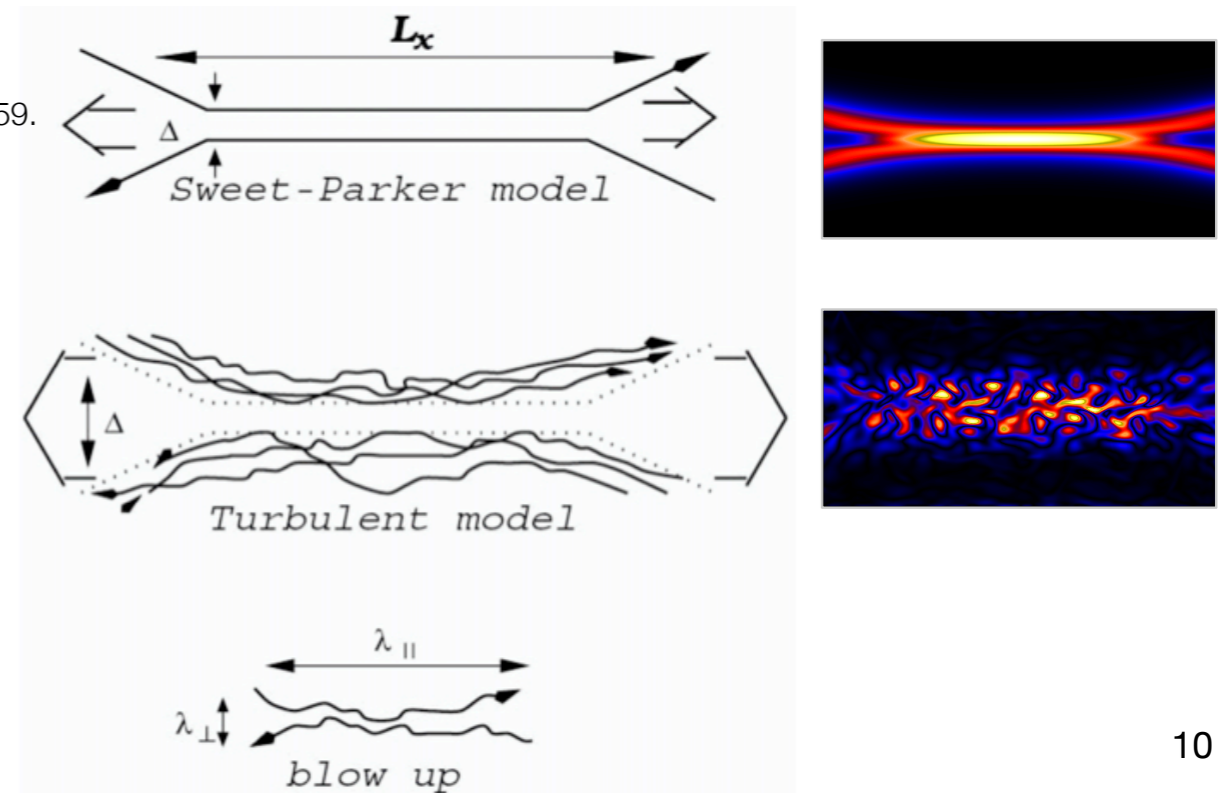 L_x
59.
Δ
Sweet-Parker model
Δ
Turbulent model
λ_||
λ_⊥
blow up
10